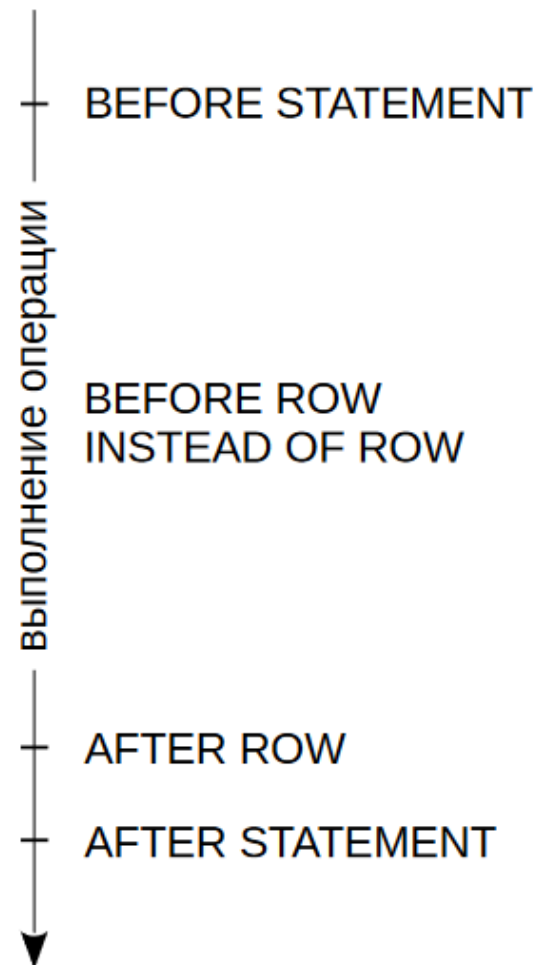 BEFORE STATEMENT
выполнение операции
BEFORE ROW
INSTEAD OF ROW
AFTER ROW
AFTER STATEMENT